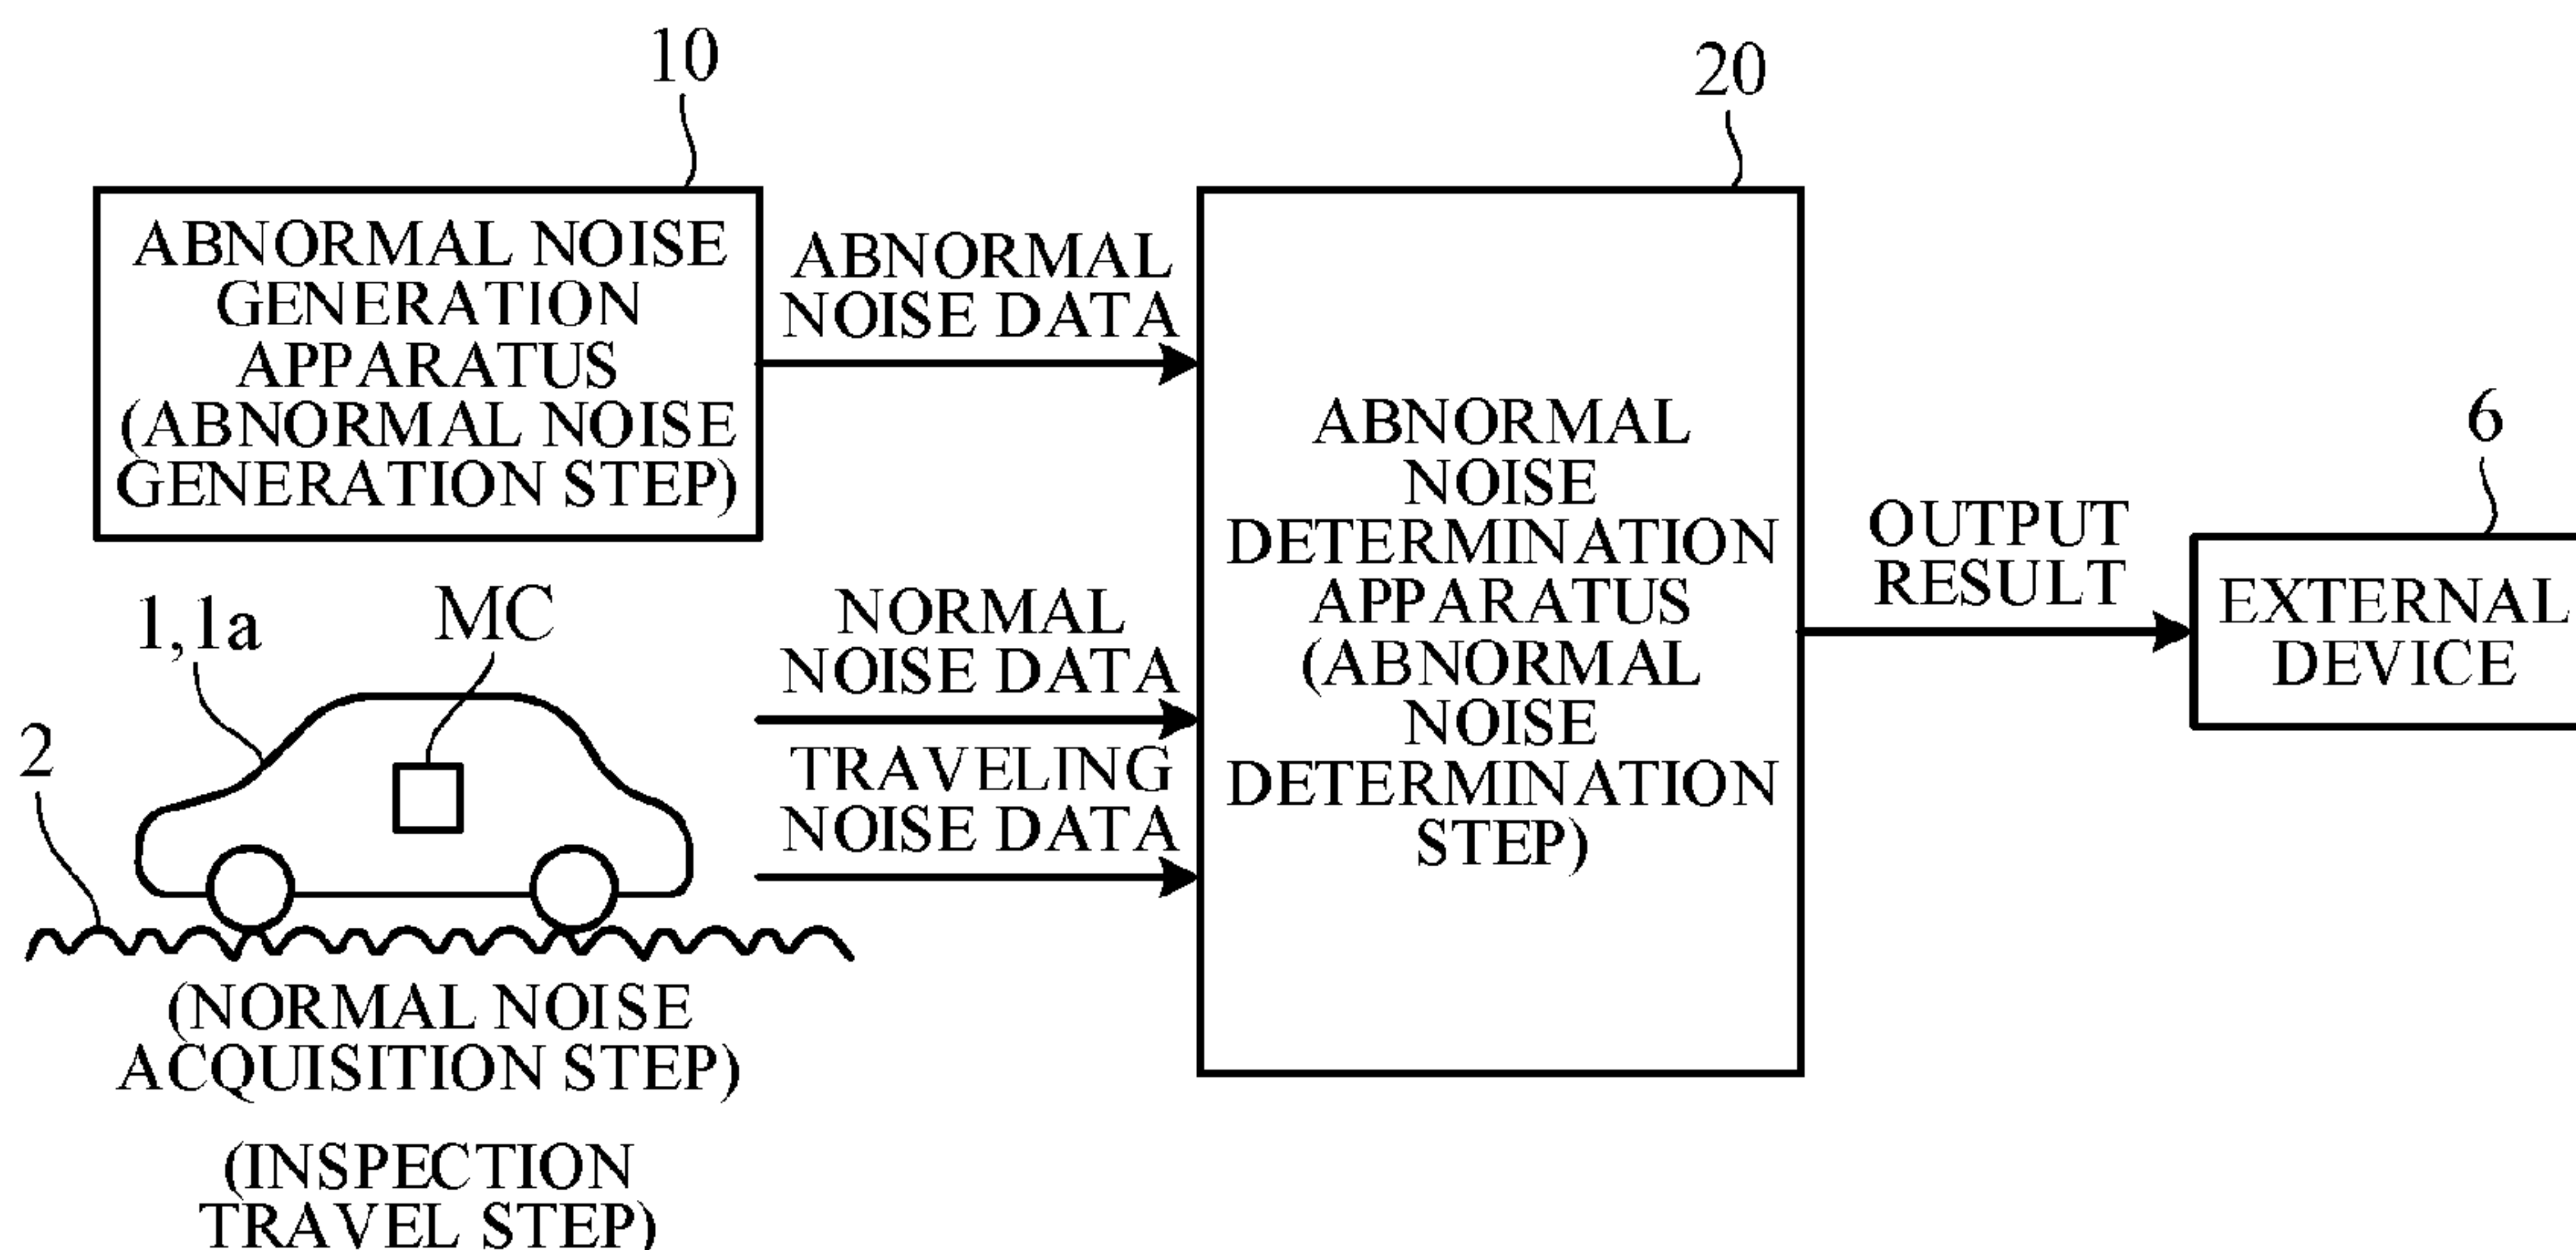 10
ABNORMAL NOISE
GENERATION
APPARATUS
(ABNORMAL NOISE
GENERATION STEP)
ABNORMAL
NOISE DATA
20
ABNORMAL
NOISE
DETERMINATION
APPARATUS
(ABNORMAL
NOISE
DETERMINATION
STEP)
OUTPUT
RESULT
6
EXTERNAL
DEVICE
1,1a
MC
2
NORMAL
NOISE DATA
TRAVELING
NOISE DATA
(NORMAL NOISE
ACQUISITION STEP)
(INSPECTION
TRAVEL STEP)